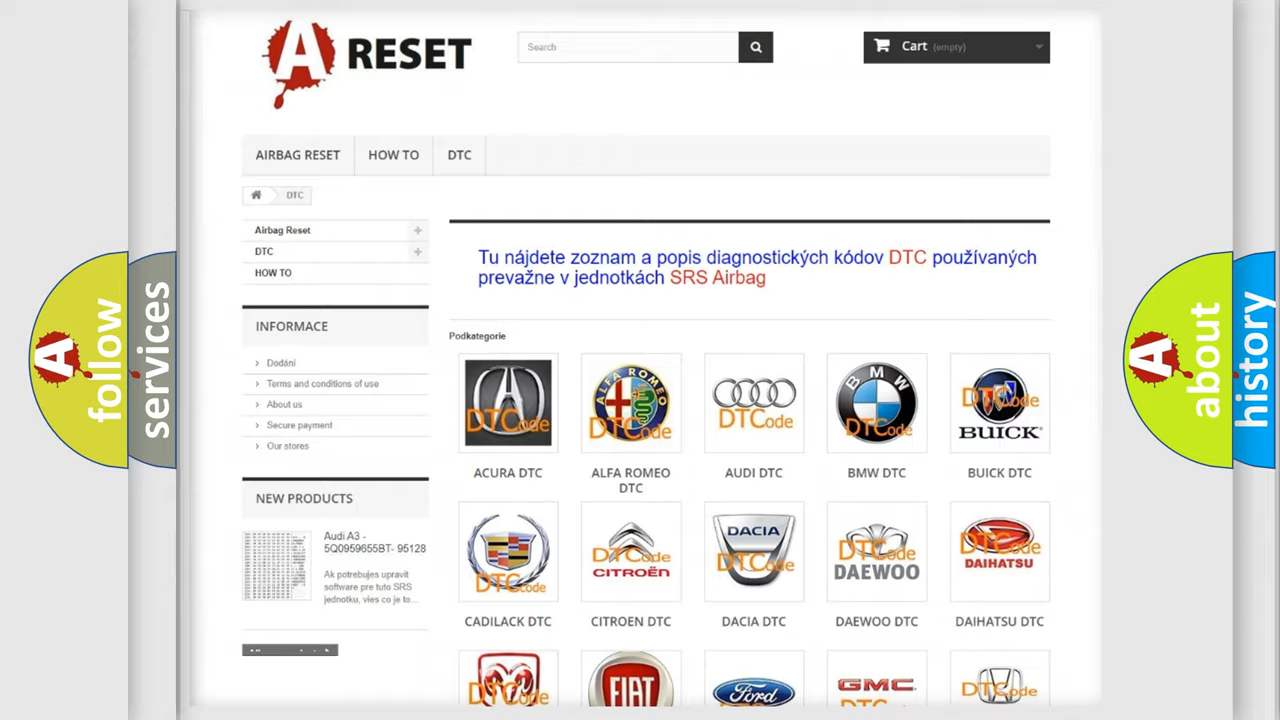 A RESET
Search
Cart (empty)
AIRBAG RESET
HOW TO
DTC
DTC
Airbag Reset
DTC
HOW TO
INFORMACE
Dodání
Terms and conditions of use
About us
Secure payment
Our stores
NEW PRODUCTS
Audi A3 -
5Q0959655BT- 95128
Ak potrebujes upravit
software pre tuto SRS
jednotku, vies co je to...
Tu nájdete zoznam a popis diagnostických kódov DTC používaných
prevažne v jednotkách SRS Airbag
Podkategorie
DTCode
ALFA ROMEO
DTCode
DTCode
BMW
DTCode
DTCode
BUICK
ACURA DTC
ALFA ROMEO
DTC
AUDI DTC
BMW DTC
BUICK DTC
DTCode
DTCode
CITROËN
DACIA
DTCode
DTCode
DAEWOO
DTCode
DAIHATSU
CADILACK DTC
CITROEN DTC
DACIA DTC
DAEWOO DTC
DAIHATSU DTC
DTCode
FIAT
Ford
GMC
DTCode
A follow
services
A about
history